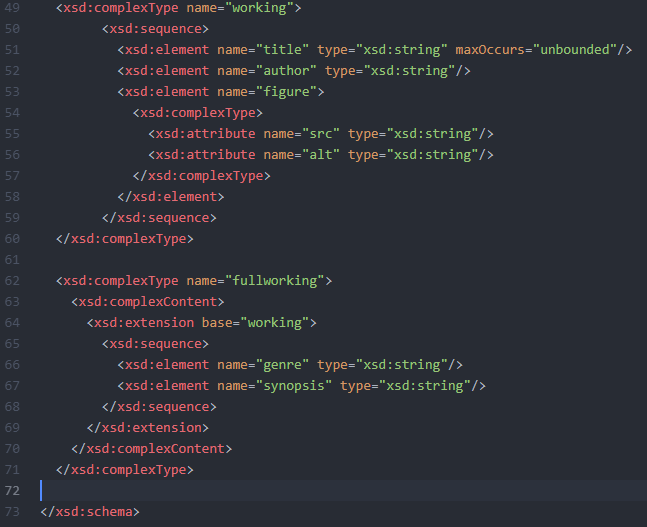 49 <xsd:complexType name="working">
50 <xsd:sequence>
51 <xsd:element name="title" type="xsd:string" maxOccurs="unbounded"/>
52 <xsd:element name="author" type="xsd:string"/>
53 <xsd:element name="figure">
54 <xsd:complexType>
55 <xsd:attribute name="src" type="xsd:string"/>
56 <xsd:attribute name="alt" type="xsd:string"/>
57 </xsd:complexType>
58 </xsd:element>
59 </xsd:sequence>
60 </xsd:complexType>
61
62 <xsd:complexType name="fullworking">
63 <xsd:complexContent>
64 <xsd:extension base="working">
65 <xsd:sequence>
66 <xsd:element name="genre" type="xsd:string"/>
67 <xsd:element name="synopsis" type="xsd:string"/>
68 </xsd:sequence>
69 </xsd:extension>
70 </xsd:complexContent>
71 </xsd:complexType>
72
73 </xsd:schema>